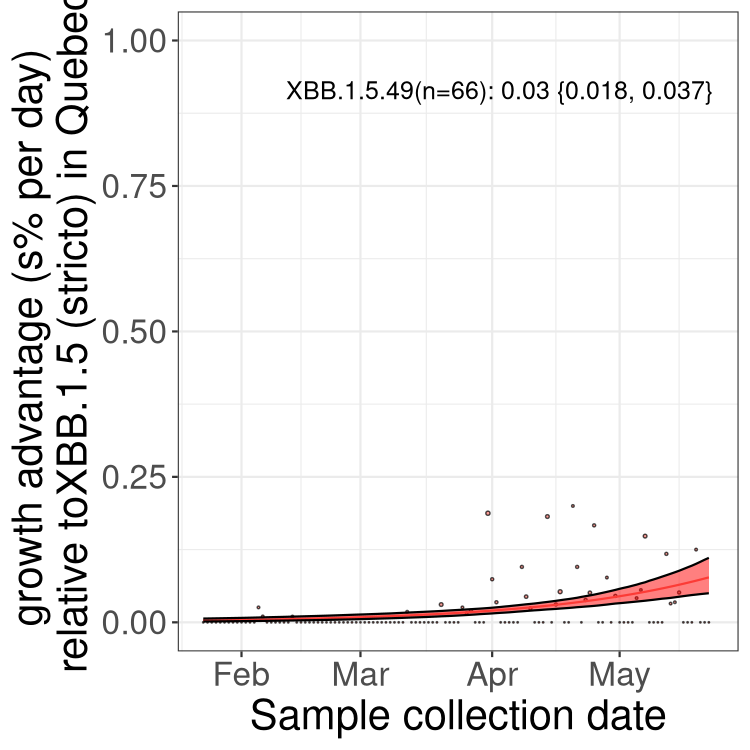 growth advantage (s% per day)
relative toXBB.1.5 (stricto) in Quebec
1.00
0.75
0.50
0.25
0.00
XBB.1.5.49(n=66): 0.03 {0.018, 0.037}
Feb
Mar
Apr
May
Sample collection date